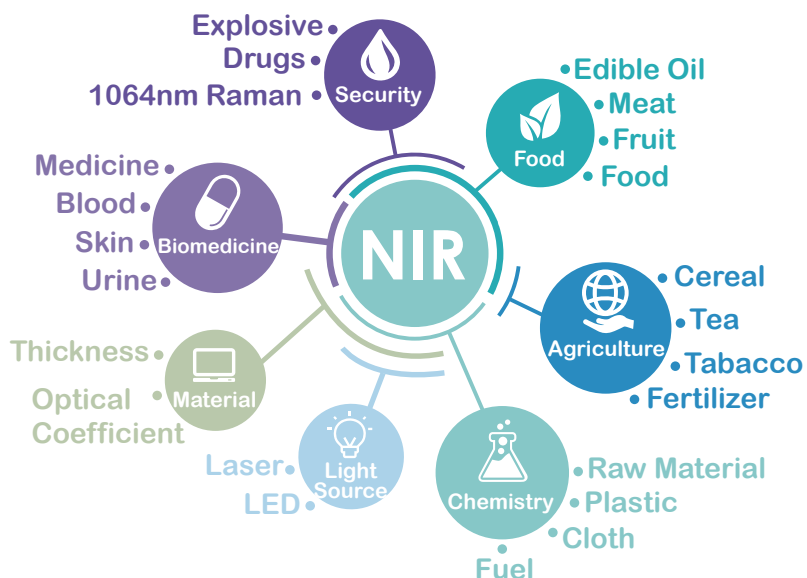 Explosive
Drugs
1064nm Raman
Security
Edible Oil
Meat
Fruit
Food
Food
Medicine
Blood
Skin
Urine
Biomedicine
NIR
Cereal
Tea
Tabacco
Fertilizer
Agriculture
Thickness
Optical
Coefficient
Material
Laser
LED
Light
Source
Chemistry
Raw Material
Plastic
Cloth
Fuel